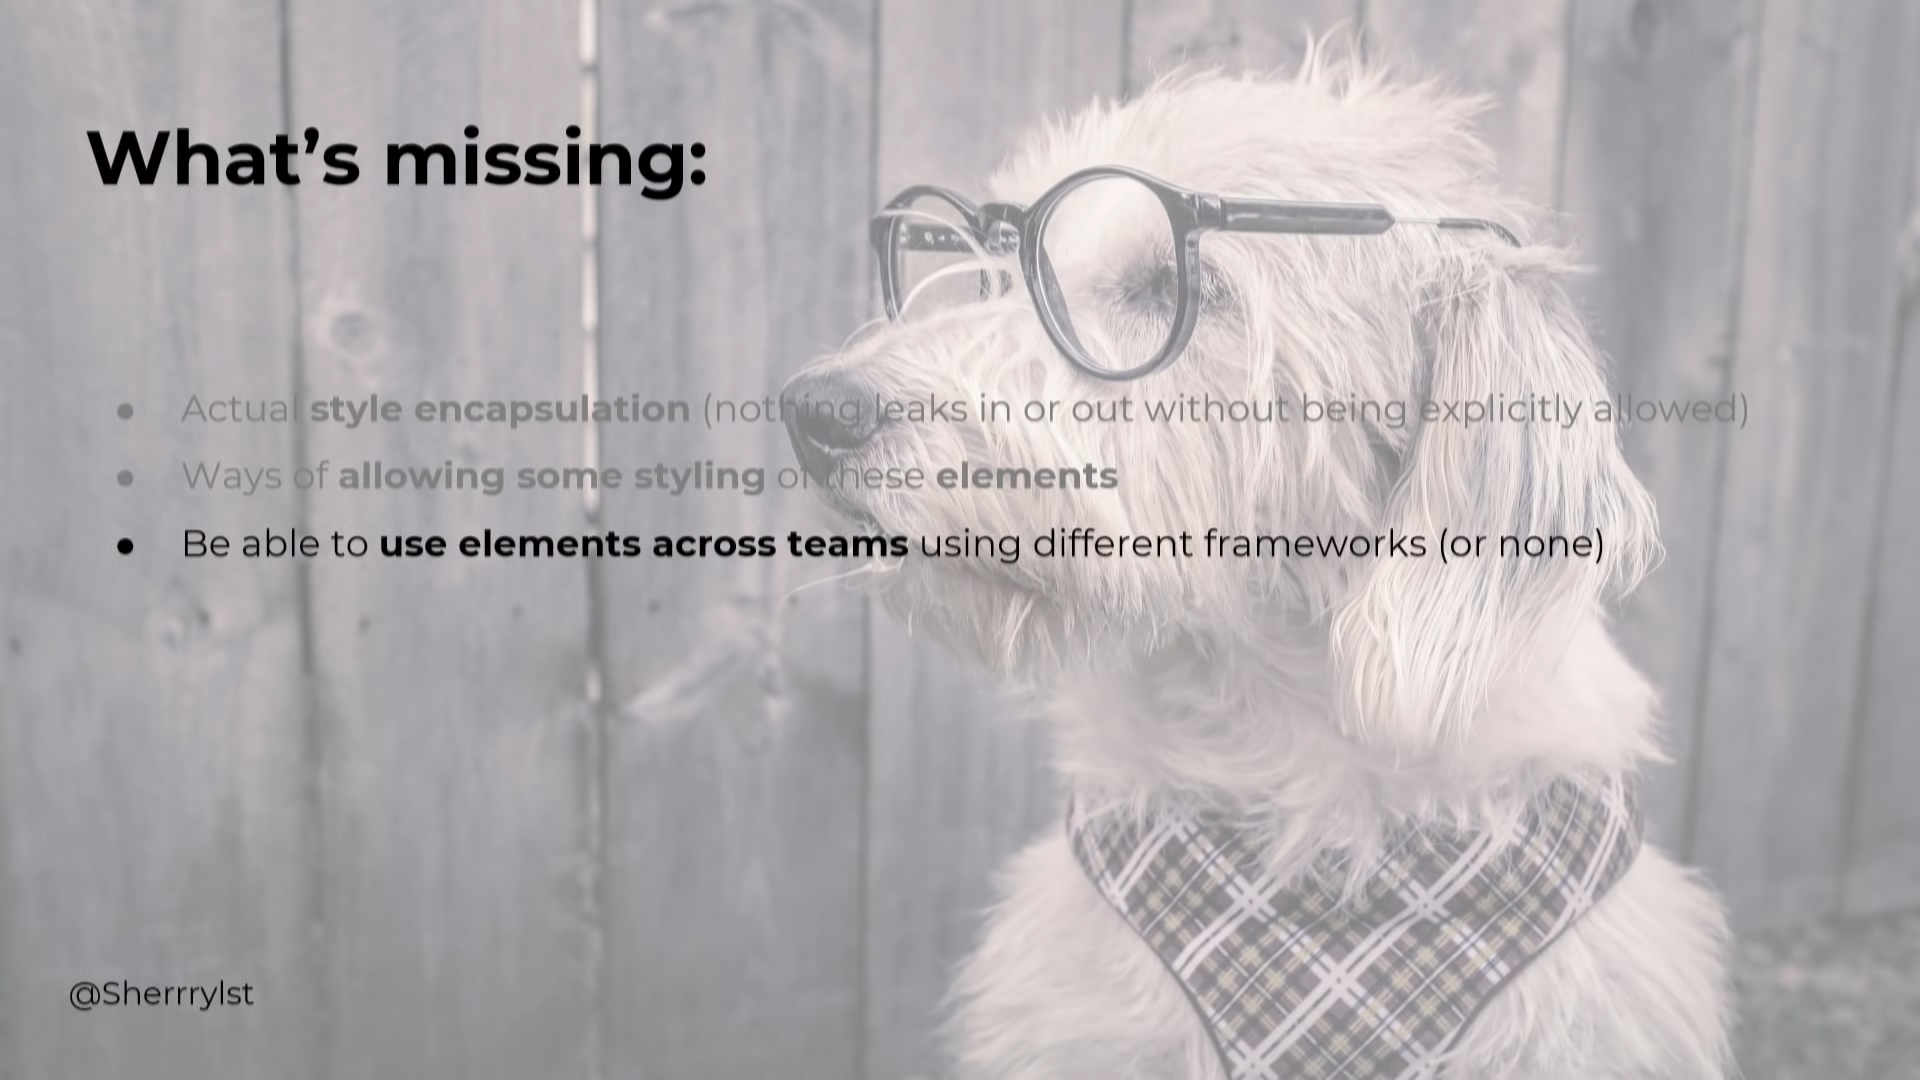 What’s missing:
● Actual style encapsulation (nothing leaks in or out without being explicitly allowed)
● Ways of allowing some styling of these elements
● Be able to use elements across teams using different frameworks (or none)
@Sherrrylst